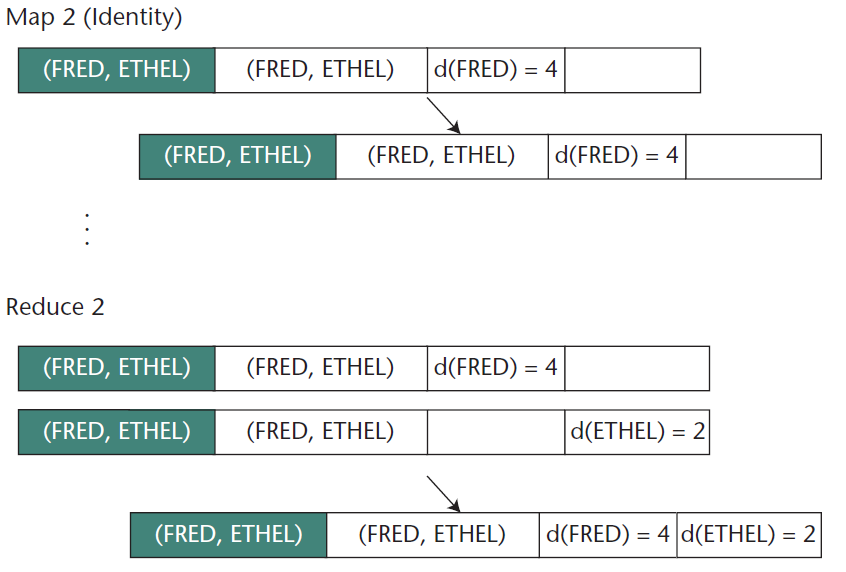 Map 2 (Identity)
(FRED, ETHEL) (FRED, ETHEL) d(FRED) = 4
(FRED, ETHEL) (FRED, ETHEL) d(FRED) = 4
Reduce 2
(FRED, ETHEL) (FRED, ETHEL) d(FRED) = 4
(FRED, ETHEL) (FRED, ETHEL) d(ETHEL) = 2
(FRED, ETHEL) (FRED, ETHEL) d(FRED) = 4 d(ETHEL) = 2